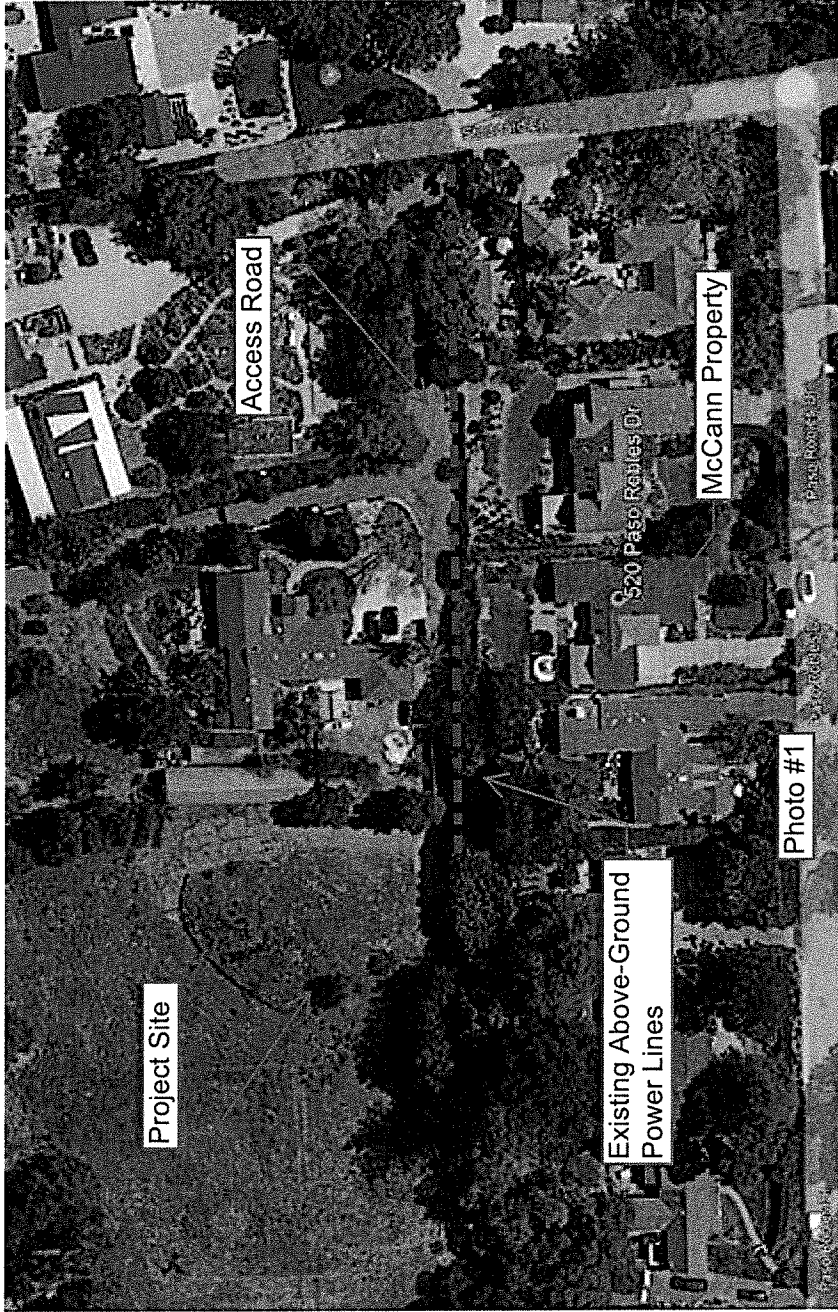 Project Site
Access Road
Existing Above-Ground
Power Lines
520 Paso Robles Dr
McCann Property
Photo #1